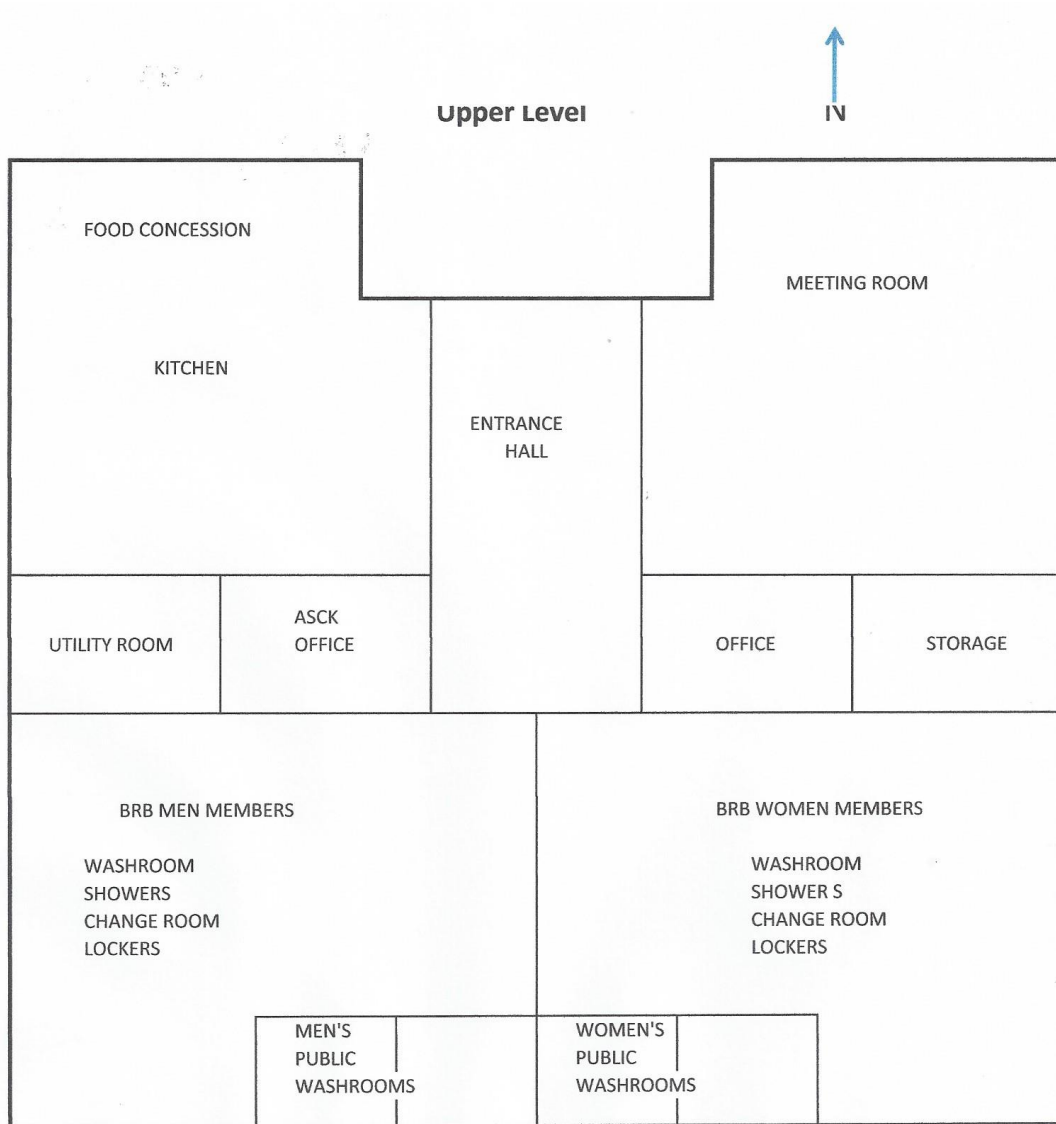 Upper Level
N
FOOD CONCESSION
MEETING ROOM
KITCHEN
ENTRANCE
HALL
UTILITY ROOM
ASCK
OFFICE
OFFICE
STORAGE
BRB MEN MEMBERS
WASHROOM
SHOWERS
CHANGE ROOM
LOCKERS
BRB WOMEN MEMBERS
WASHROOM
SHOWER S
CHANGE ROOM
LOCKERS
MEN'S
PUBLIC
WASHROOMS
WOMEN'S
PUBLIC
WASHROOMS